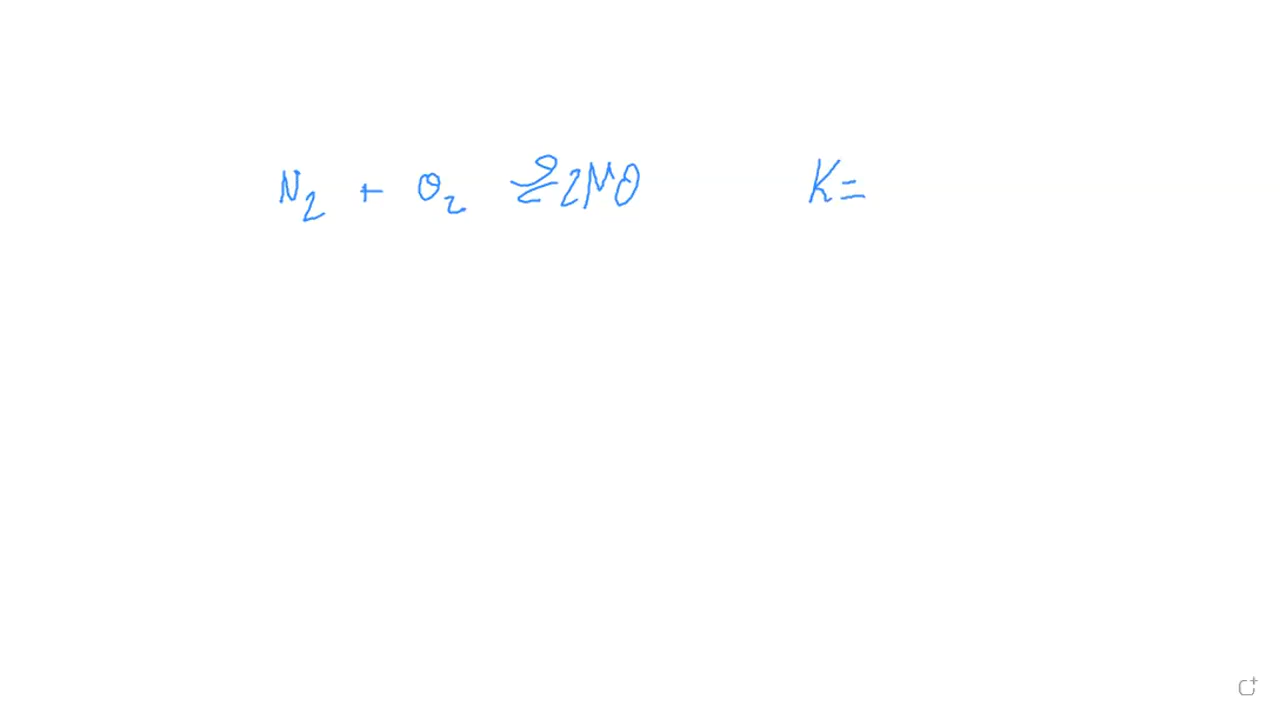 N₂ + O₂ ⇌ 2NO K=